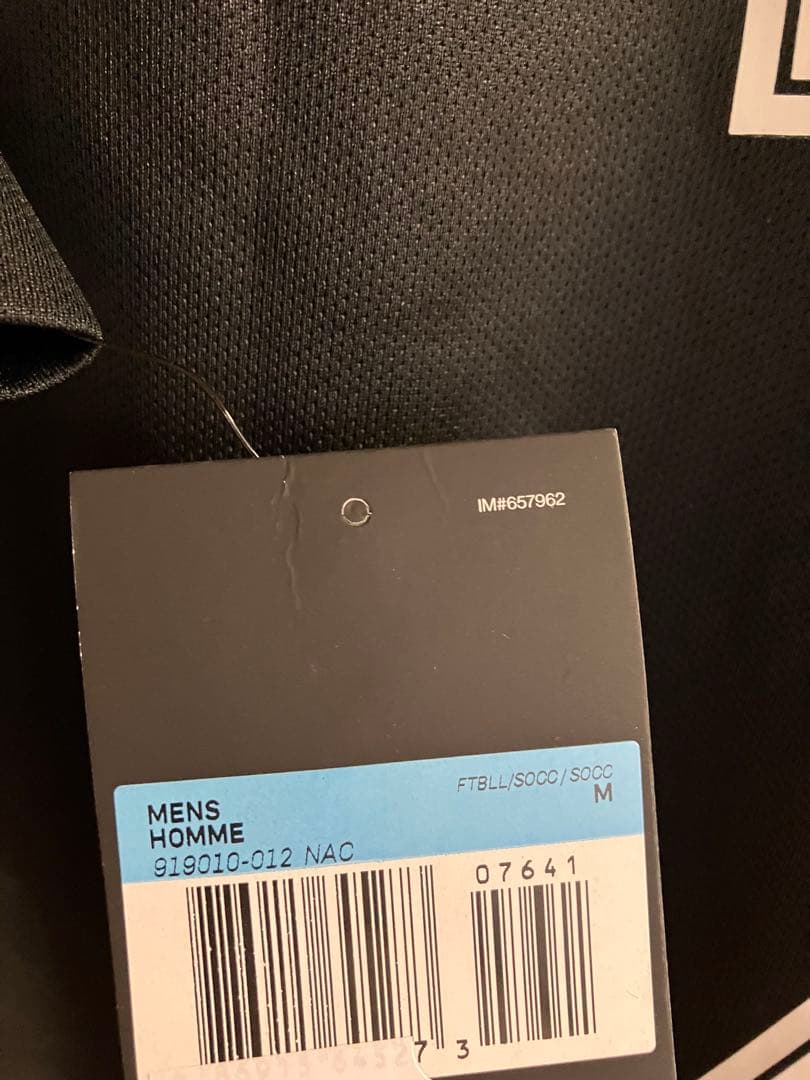 IM#657962
FTBLL/SOCC/SOCC
M
MENS
HOMME
919010-012 NAC
07641
7 3